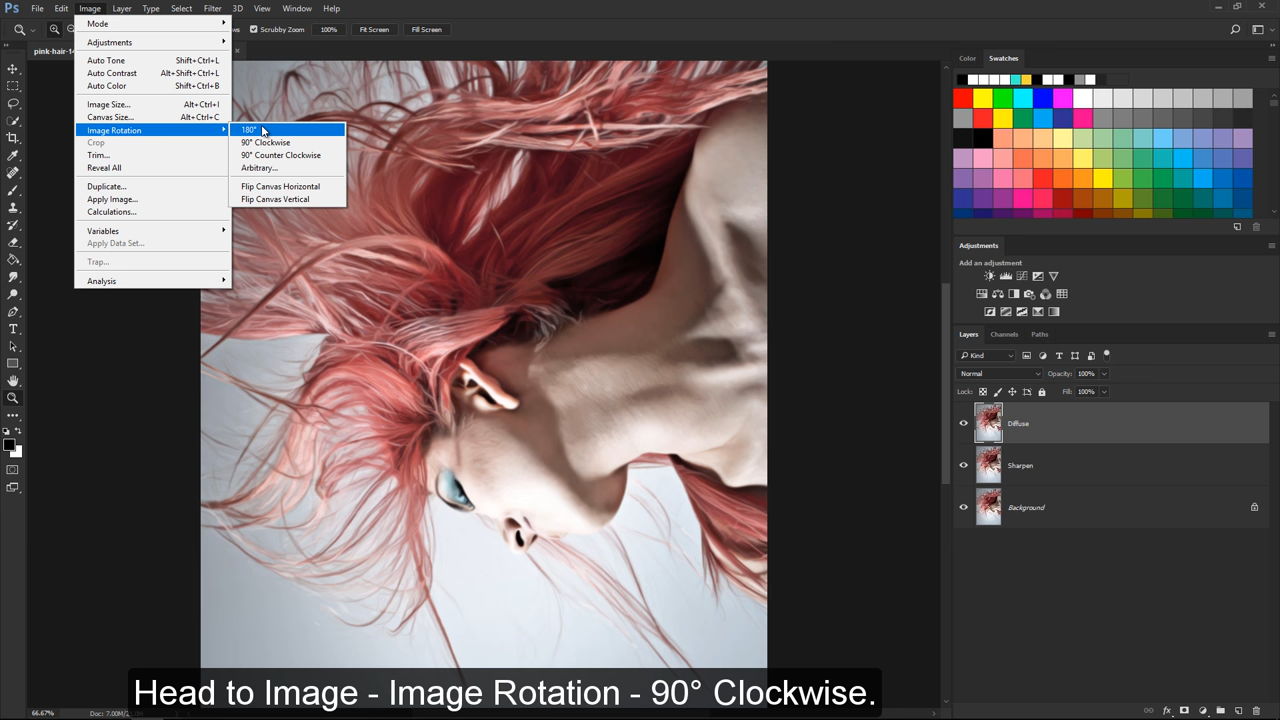 Ps File Edit Image Layer Type Select Filter 3D View Window Help
Scrubby Zoom 100% Fit Screen Fill Screen
pink-hair-14
Mode
Adjustments
Auto Tone Shift+Ctrl+L
Auto Contrast Alt+Shift+Ctrl+L
Auto Color Shift+Ctrl+B
Image Size... Alt+Ctrl+I
Canvas Size... Alt+Ctrl+C
Image Rotation
Crop
Trim...
Reveal All
Duplicate...
Apply Image...
Calculations...
Variables
Apply Data Set...
Trap...
Analysis
180°
90° Clockwise
90° Counter Clockwise
Arbitrary...
Flip Canvas Horizontal
Flip Canvas Vertical
Color Swatches
Adjustments
Add an adjustment
Layers Channels Paths
Kind
Normal Opacity: 100%
Lock: Fill: 100%
Diffuse
Sharpen
Background
Head to Image - Image Rotation - 90° Clockwise.
66.67% Doc: 7.00M/2